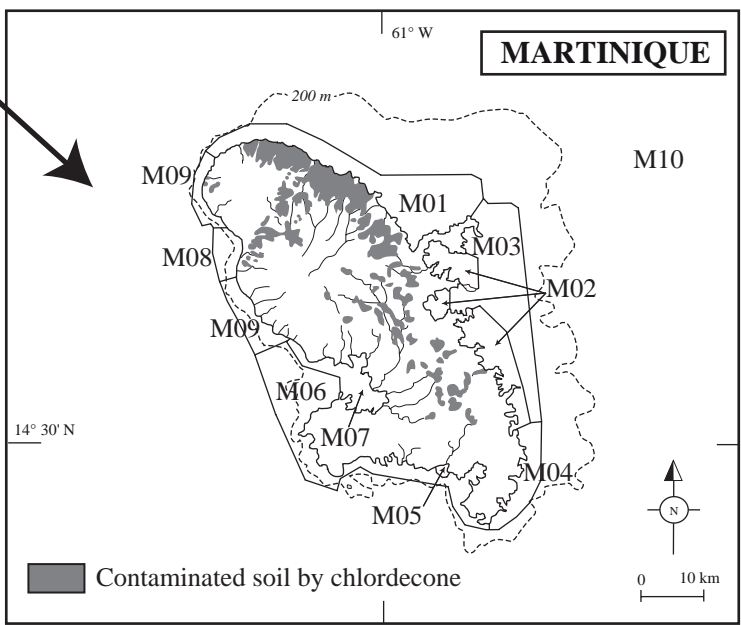 61° W
MARTINIQUE
200 m
M10
M09
M01
M03
M08
M02
M09
M06
M07
14° 30' N
M04
M05
N
Contaminated soil by chlordecone
0 10 km